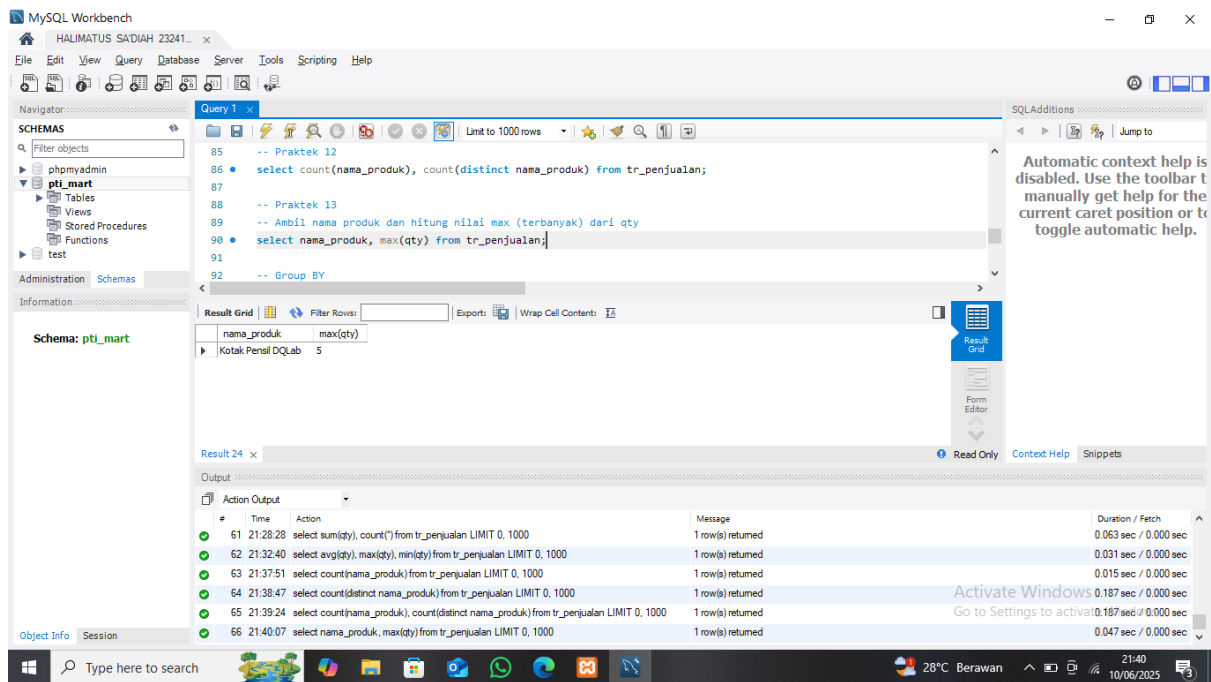 MySQL Workbench
HALIMATUS SA'DIAH 23241...
File Edit View Query Database Server Tools Scripting Help
Navigator
SCHEMAS
Filter objects
phpmyadmin
pti_mart
Tables
Views
Stored Procedures
Functions
test
Administration Schemas
Information
Schema: pti_mart
Object Info Session
Query 1
Limit to 1000 rows
85 -- Praktek 12
86 select count(nama_produk), count(distinct nama_produk) from tr_penjualan;
87
88 -- Praktek 13
89 -- Ambil nama produk dan hitung nilai max (terbanyak) dari qty
90 select nama_produk, max(qty) from tr_penjualan;
91
92 -- Group BY
Result Grid Filter Rows: Export: Wrap Cell Content:
nama_produk max(qty)
Kotak Pensil DQLab 5
Result Grid
Form Editor
Result 24
Read Only
SQLAdditions
Jump to
Automatic context help is
disabled. Use the toolbar t
manually get help for the
current caret position or to
toggle automatic help.
Context Help Snippets
Output
Action Output
# Time Action Message Duration / Fetch
61 21:28:28 select sum(qty), count(*) from tr_penjualan LIMIT 0, 1000 1 row(s) returned 0.063 sec / 0.000 sec
62 21:32:40 select avg(qty), max(qty), min(qty) from tr_penjualan LIMIT 0, 1000 1 row(s) returned 0.031 sec / 0.000 sec
63 21:37:51 select count(nama_produk) from tr_penjualan LIMIT 0, 1000 1 row(s) returned 0.015 sec / 0.000 sec
64 21:38:47 select count(distinct nama_produk) from tr_penjualan LIMIT 0, 1000 1 row(s) returned 0.187 sec / 0.000 sec
65 21:39:24 select count(nama_produk), count(distinct nama_produk) from tr_penjualan LIMIT 0, 1000 1 row(s) returned 0.187 sec / 0.000 sec
66 21:40:07 select nama_produk, max(qty) from tr_penjualan LIMIT 0, 1000 1 row(s) returned 0.047 sec / 0.000 sec
Activate Windows
Go to Settings to activate Windows.
Type here to search
28°C Berawan
21:40
10/06/2025
3